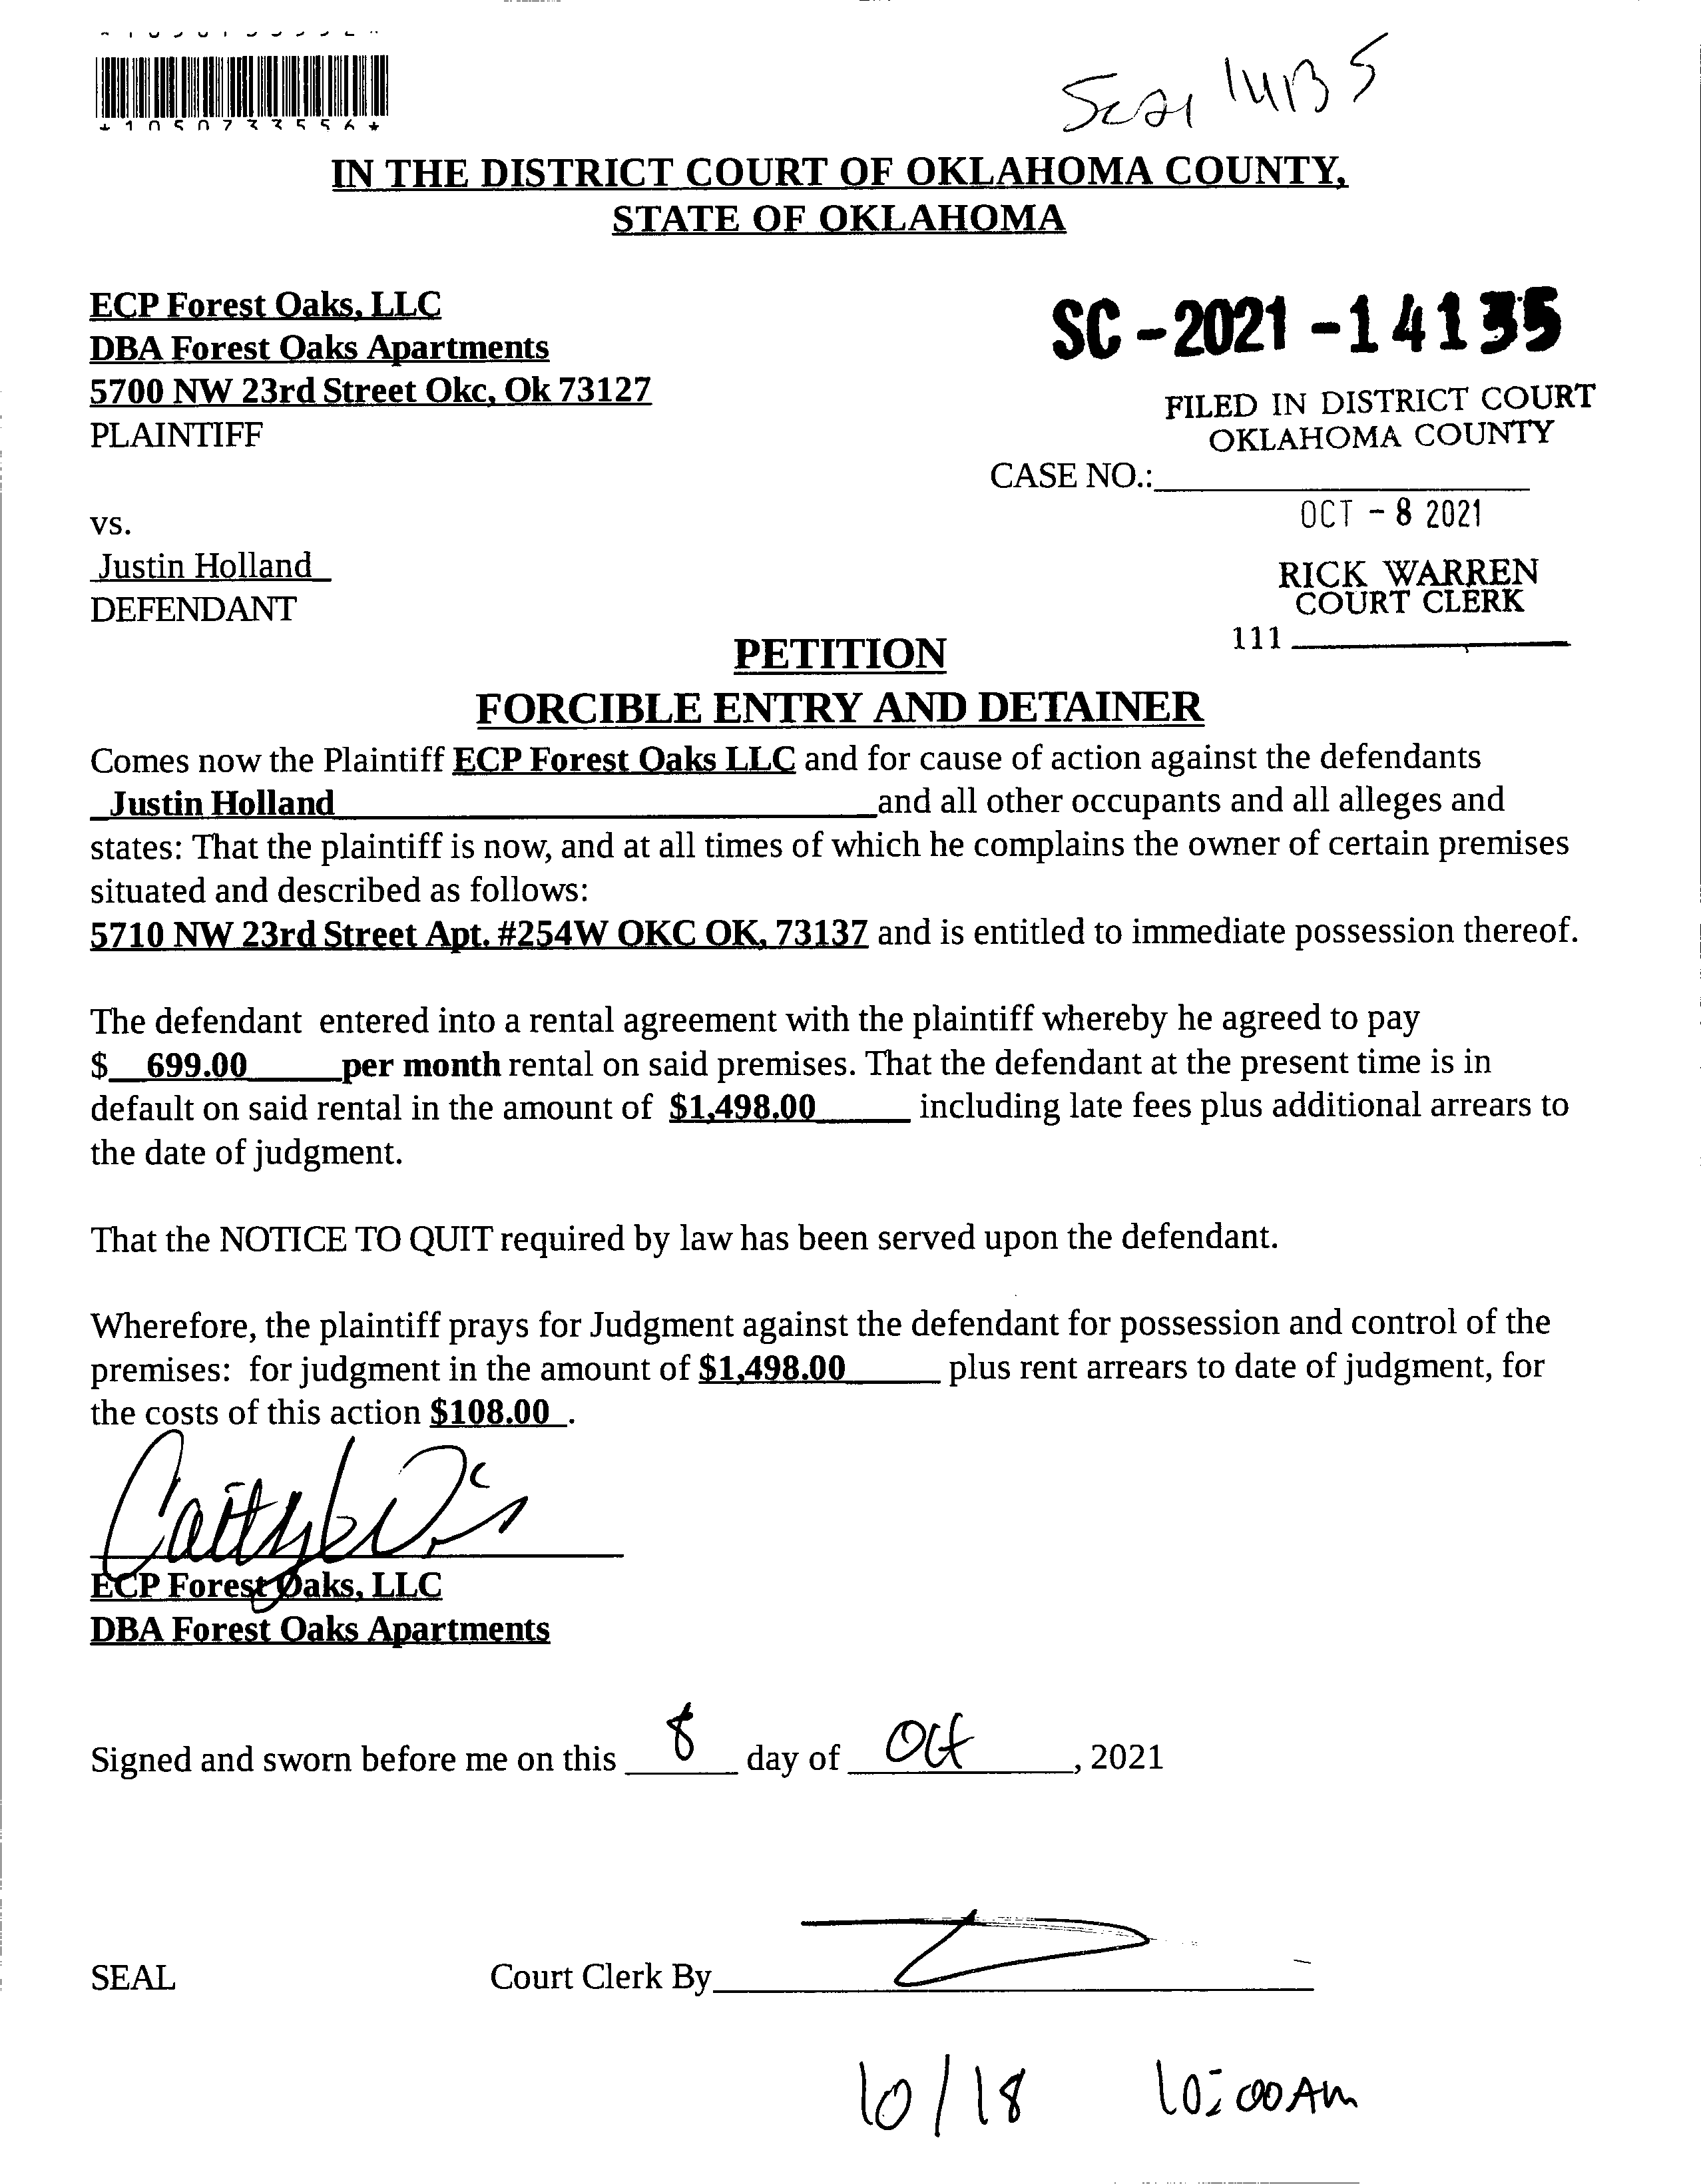 *1050733556*
SC21 14135
IN THE DISTRICT COURT OF OKLAHOMA COUNTY,
STATE OF OKLAHOMA
ECP Forest Oaks, LLC
DBA Forest Oaks Apartments
5700 NW 23rd Street Okc, Ok 73127
PLAINTIFF
SC-2021-14135
FILED IN DISTRICT COURT
OKLAHOMA COUNTY
CASE NO.:
OCT - 8 2021
vs.
Justin Holland
DEFENDANT
RICK WARREN
COURT CLERK
111
PETITION
FORCIBLE ENTRY AND DETAINER
Comes now the Plaintiff ECP Forest Oaks LLC and for cause of action against the defendants
Justin Holland and all other occupants and all alleges and
states: That the plaintiff is now, and at all times of which he complains the owner of certain premises
situated and described as follows:
5710 NW 23rd Street Apt. #254W OKC OK, 73137 and is entitled to immediate possession thereof.
The defendant entered into a rental agreement with the plaintiff whereby he agreed to pay
$ 699.00 per month rental on said premises. That the defendant at the present time is in
default on said rental in the amount of $1,498.00 including late fees plus additional arrears to
the date of judgment.
That the NOTICE TO QUIT required by law has been served upon the defendant.
Wherefore, the plaintiff prays for Judgment against the defendant for possession and control of the
premises: for judgment in the amount of $1,498.00 plus rent arrears to date of judgment, for
the costs of this action $108.00 .
ECP Forest Oaks, LLC
DBA Forest Oaks Apartments
Signed and sworn before me on this 8 day of Oct , 2021
SEAL Court Clerk By
10/18 10:00AM